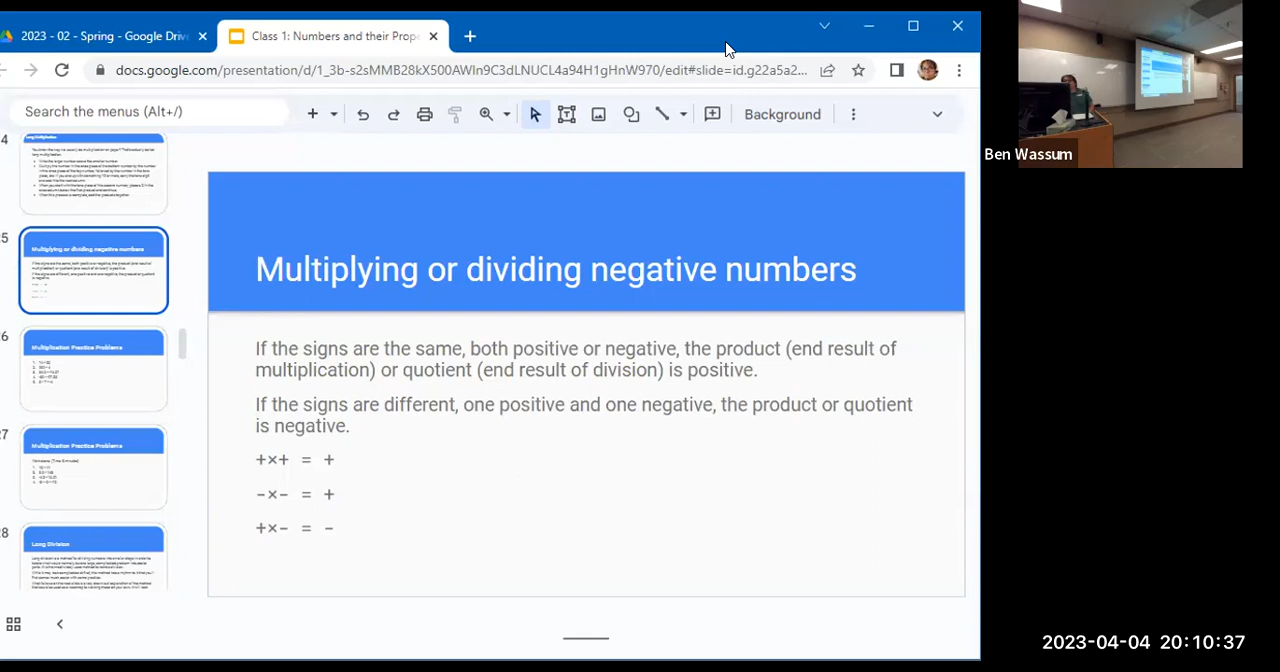 2023 - 02 - Spring - Google Drive
Class 1: Numbers and their Prope
docs.google.com/presentation/d/1_3b-s2sMMB28kX500AWIn9C3dLNUCL4a94H1gHnW970/edit#slide=id.g22a5a2...
Search the menus (Alt+/)
Background
4
Long Multiplication
25
Multiplying or dividing negative numbers
26
Multiplication Practice Problems
27
Multiplication Practice Problems
28
Long Division
Multiplying or dividing negative numbers
If the signs are the same, both positive or negative, the product (end result of
multiplication) or quotient (end result of division) is positive.
If the signs are different, one positive and one negative, the product or quotient
is negative.
+×+ = +
-×- = +
+×- = -
Ben Wassum
2023-04-04 20:10:37